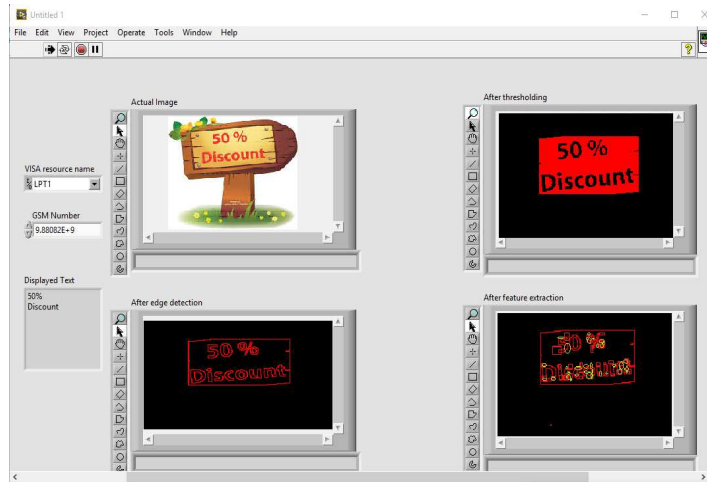 Untitled 1
File Edit View Project Operate Tools Window Help
Actual Image
50 %
Discount
After thresholding
50 %
Discount
VISA resource name
LPT1
GSM Number
9.88082E+9
Displayed Text
50%
Discount
After edge detection
50 %
Discount
After feature extraction
50 %
Discount